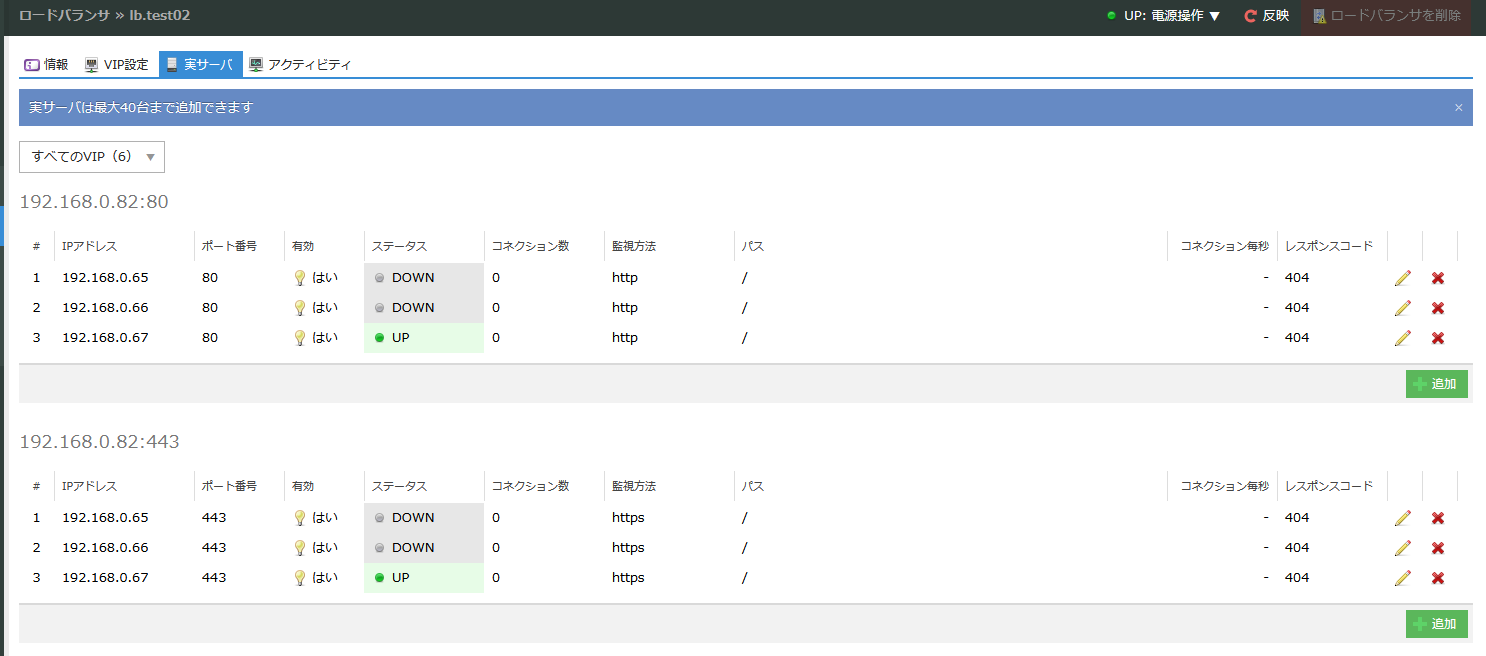 ロードバランサ » lb.test02 UP: 電源操作 ▼ 反映 ロードバランサを削除
情報 VIP設定 実サーバ アクティビティ
実サーバは最大40台まで追加できます ×
すべてのVIP（6） ▼
192.168.0.82:80
# IPアドレス ポート番号 有効 ステータス コネクション数 監視方法 パス コネクション毎秒 レスポンスコード
1 192.168.0.65 80 はい DOWN 0 http / - 404
2 192.168.0.66 80 はい DOWN 0 http / - 404
3 192.168.0.67 80 はい UP 0 http / - 404
追加
192.168.0.82:443
# IPアドレス ポート番号 有効 ステータス コネクション数 監視方法 パス コネクション毎秒 レスポンスコード
1 192.168.0.65 443 はい DOWN 0 https / - 404
2 192.168.0.66 443 はい DOWN 0 https / - 404
3 192.168.0.67 443 はい UP 0 https / - 404
追加